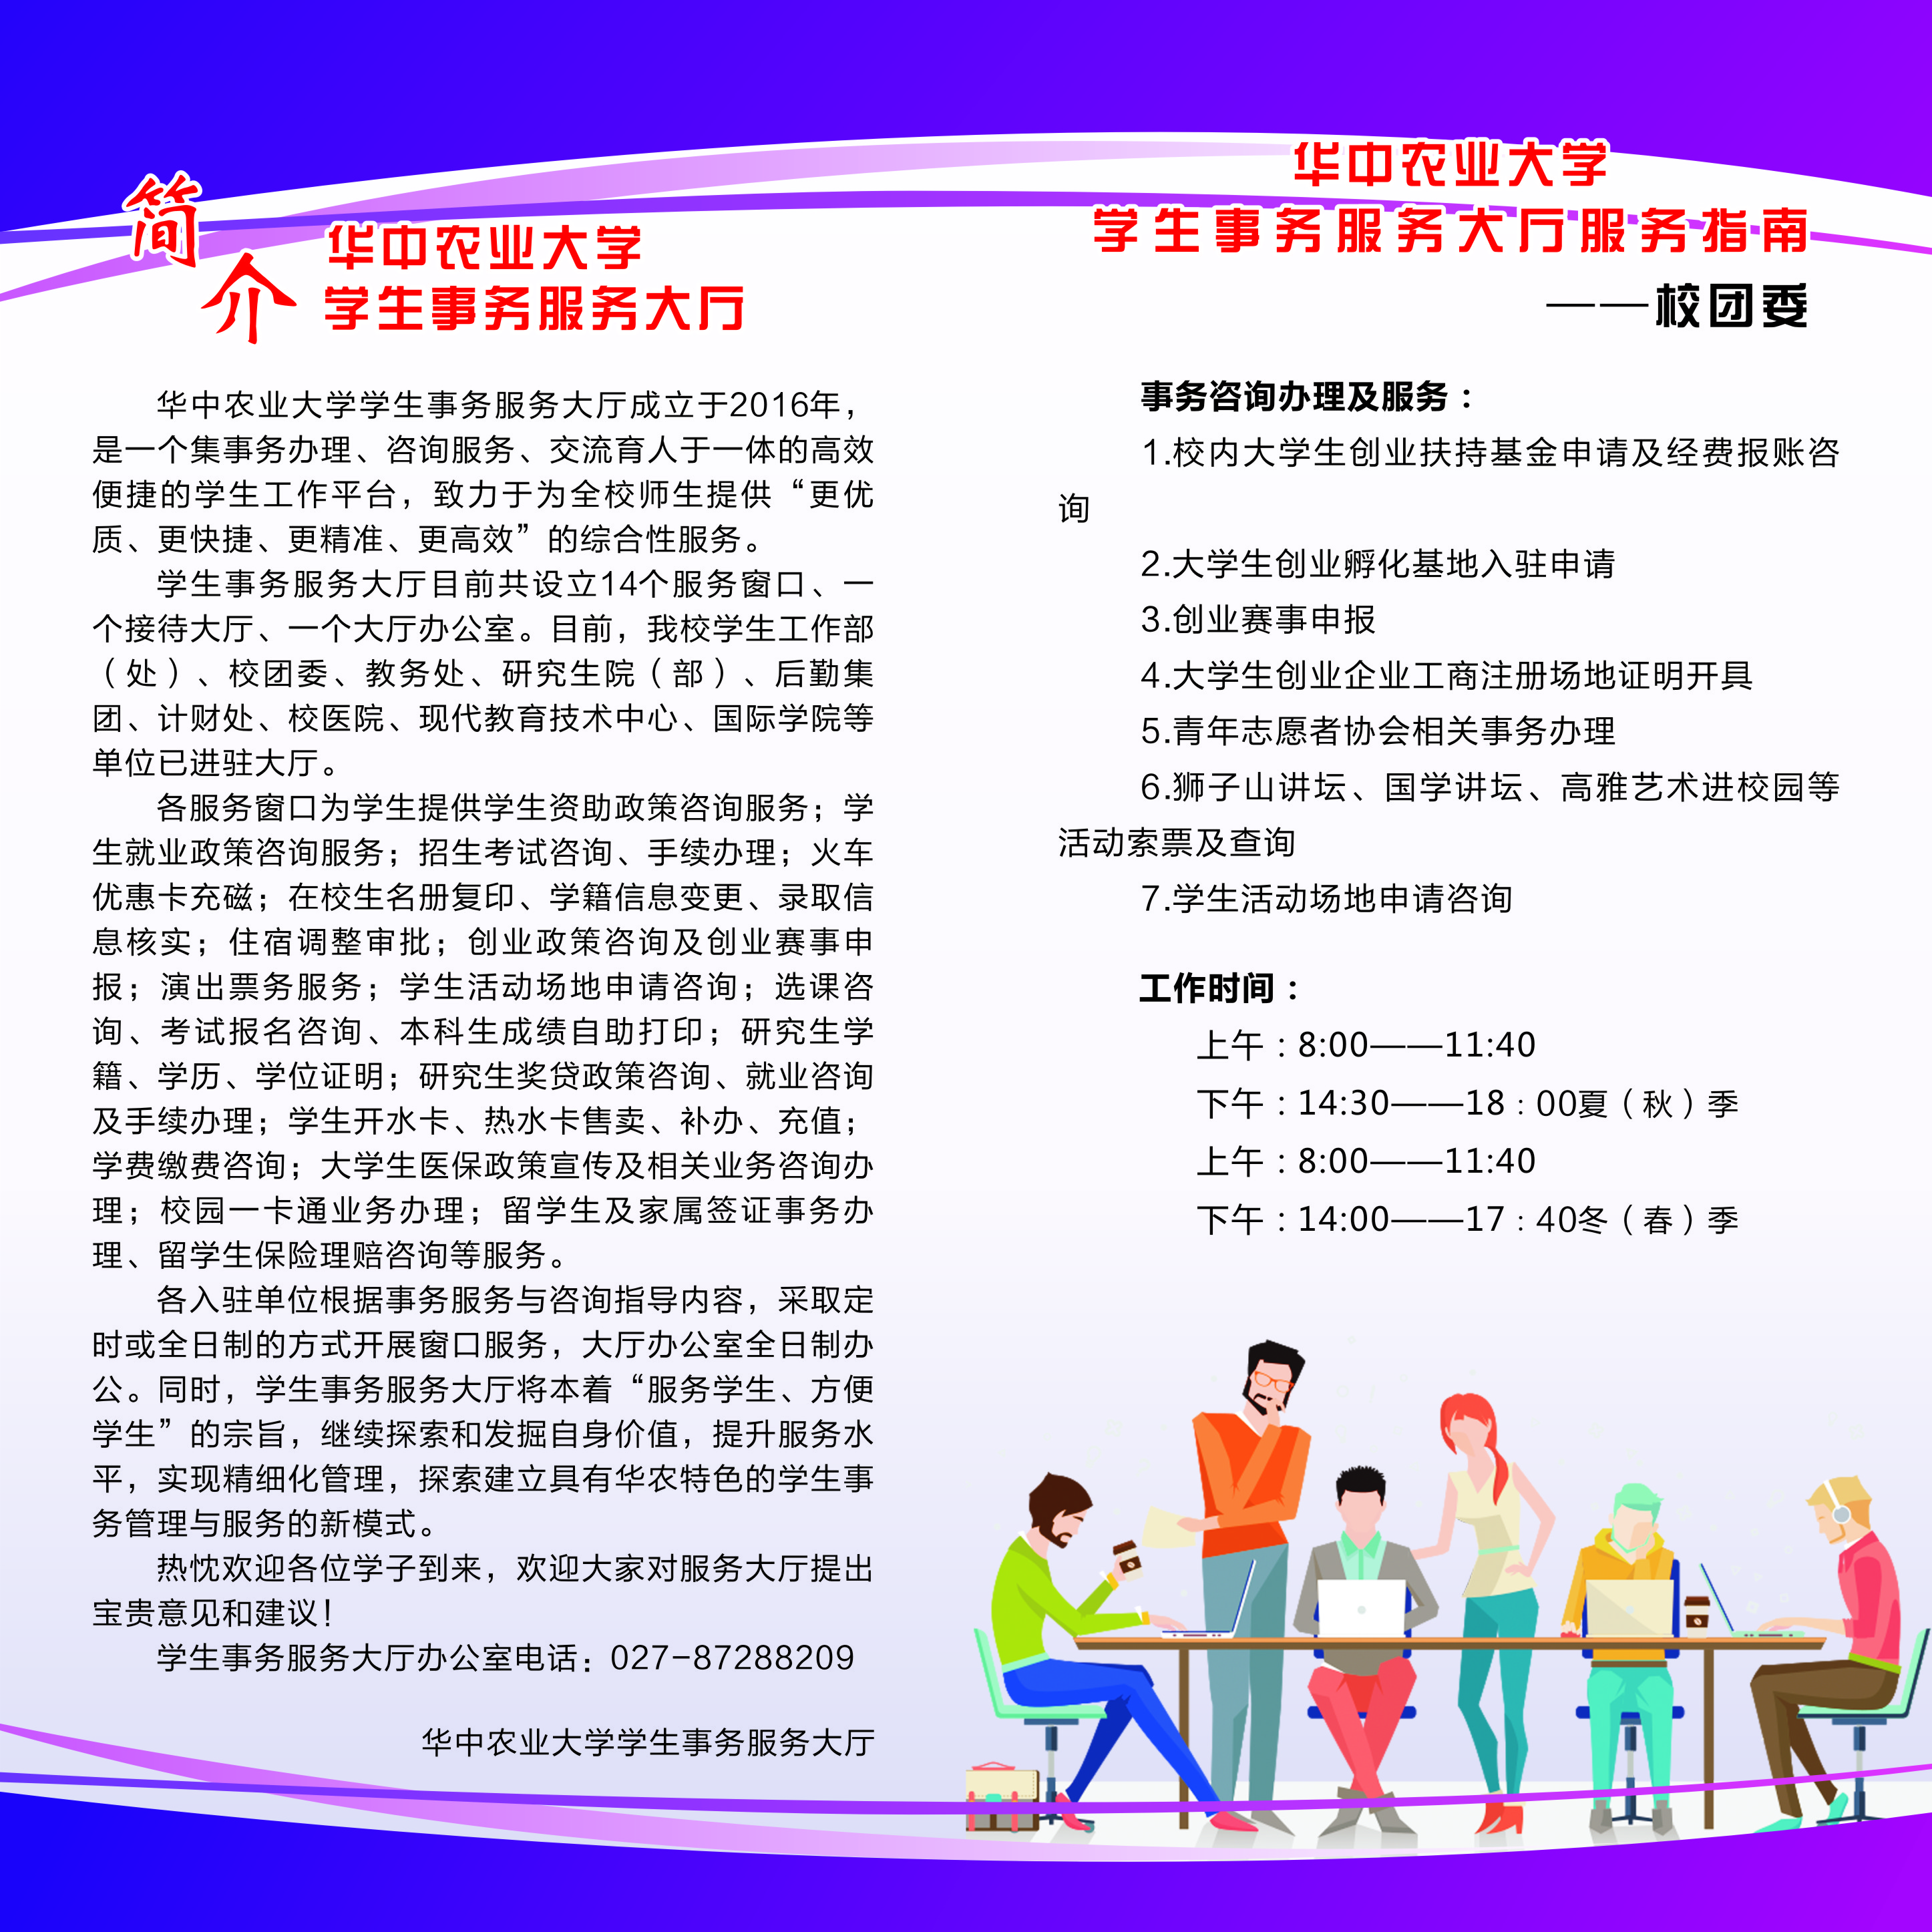 简介
华中农业大学
学生事务服务大厅
华中农业大学学生事务服务大厅成立于2016年，
是一个集事务办理、咨询服务、交流育人于一体的高效
便捷的学生工作平台，致力于为全校师生提供“更优
质、更快捷、更精准、更高效”的综合性服务。
学生事务服务大厅目前共设立14个服务窗口、一
个接待大厅、一个大厅办公室。目前，我校学生工作部
（处）、校团委、教务处、研究生院（部）、后勤集
团、计财处、校医院、现代教育技术中心、国际学院等
单位已进驻大厅。
各服务窗口为学生提供学生资助政策咨询服务；学
生就业政策咨询服务；招生考试咨询、手续办理；火车
优惠卡充磁；在校生名册复印、学籍信息变更、录取信
息核实；住宿调整审批；创业政策咨询及创业赛事申
报；演出票务服务；学生活动场地申请咨询；选课咨
询、考试报名咨询、本科生成绩自助打印；研究生学
籍、学历、学位证明；研究生奖贷政策咨询、就业咨询
及手续办理；学生开水卡、热水卡售卖、补办、充值；
学费缴费咨询；大学生医保政策宣传及相关业务咨询办
理；校园一卡通业务办理；留学生及家属签证事务办
理、留学生保险理赔咨询等服务。
各入驻单位根据事务服务与咨询指导内容，采取定
时或全日制的方式开展窗口服务，大厅办公室全日制办
公。同时，学生事务服务大厅将本着“服务学生、方便
学生”的宗旨，继续探索和发掘自身价值，提升服务水
平，实现精细化管理，探索建立具有华农特色的学生事
务管理与服务的新模式。
热忱欢迎各位学子到来，欢迎大家对服务大厅提出
宝贵意见和建议！
学生事务服务大厅办公室电话：027-87288209
华中农业大学学生事务服务大厅
华中农业大学
学生事务服务大厅服务指南
——校团委
事务咨询办理及服务：
1.校内大学生创业扶持基金申请及经费报账咨
询
2.大学生创业孵化基地入驻申请
3.创业赛事申报
4.大学生创业企业工商注册场地证明开具
5.青年志愿者协会相关事务办理
6.狮子山讲坛、国学讲坛、高雅艺术进校园等
活动索票及查询
7.学生活动场地申请咨询
工作时间：
上午：8:00——11:40
下午：14:30——18：00夏（秋）季
上午：8:00——11:40
下午：14:00——17：40冬（春）季